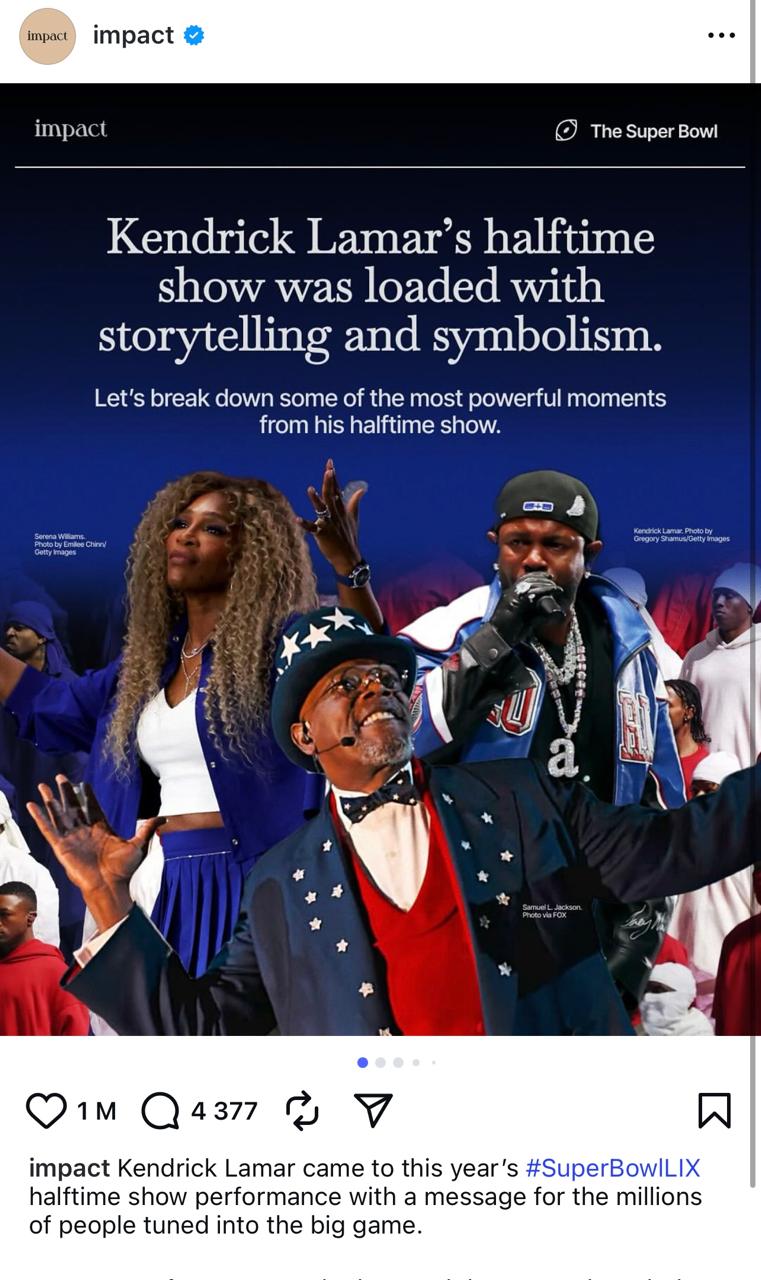 impact
impact
impact
The Super Bowl
Kendrick Lamar’s halftime
show was loaded with
storytelling and symbolism.
Let’s break down some of the most powerful moments
from his halftime show.
Serena Williams.
Photo by Emilee Chinn/
Getty Images
Kendrick Lamar. Photo by
Gregory Shamus/Getty Images
a.
Samuel L. Jackson.
Photo via FOX
1 M
4 377
impact Kendrick Lamar came to this year’s #SuperBowlLIX
halftime show performance with a message for the millions
of people tuned into the big game.